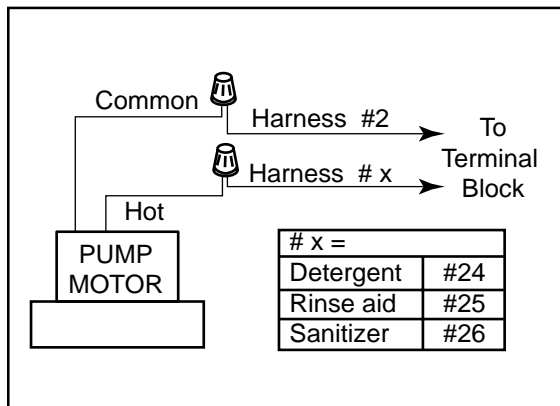 Common
Harness #2
To
Terminal
Block
Harness # x
Hot
PUMP
MOTOR
# x =
Detergent #24
Rinse aid #25
Sanitizer #26